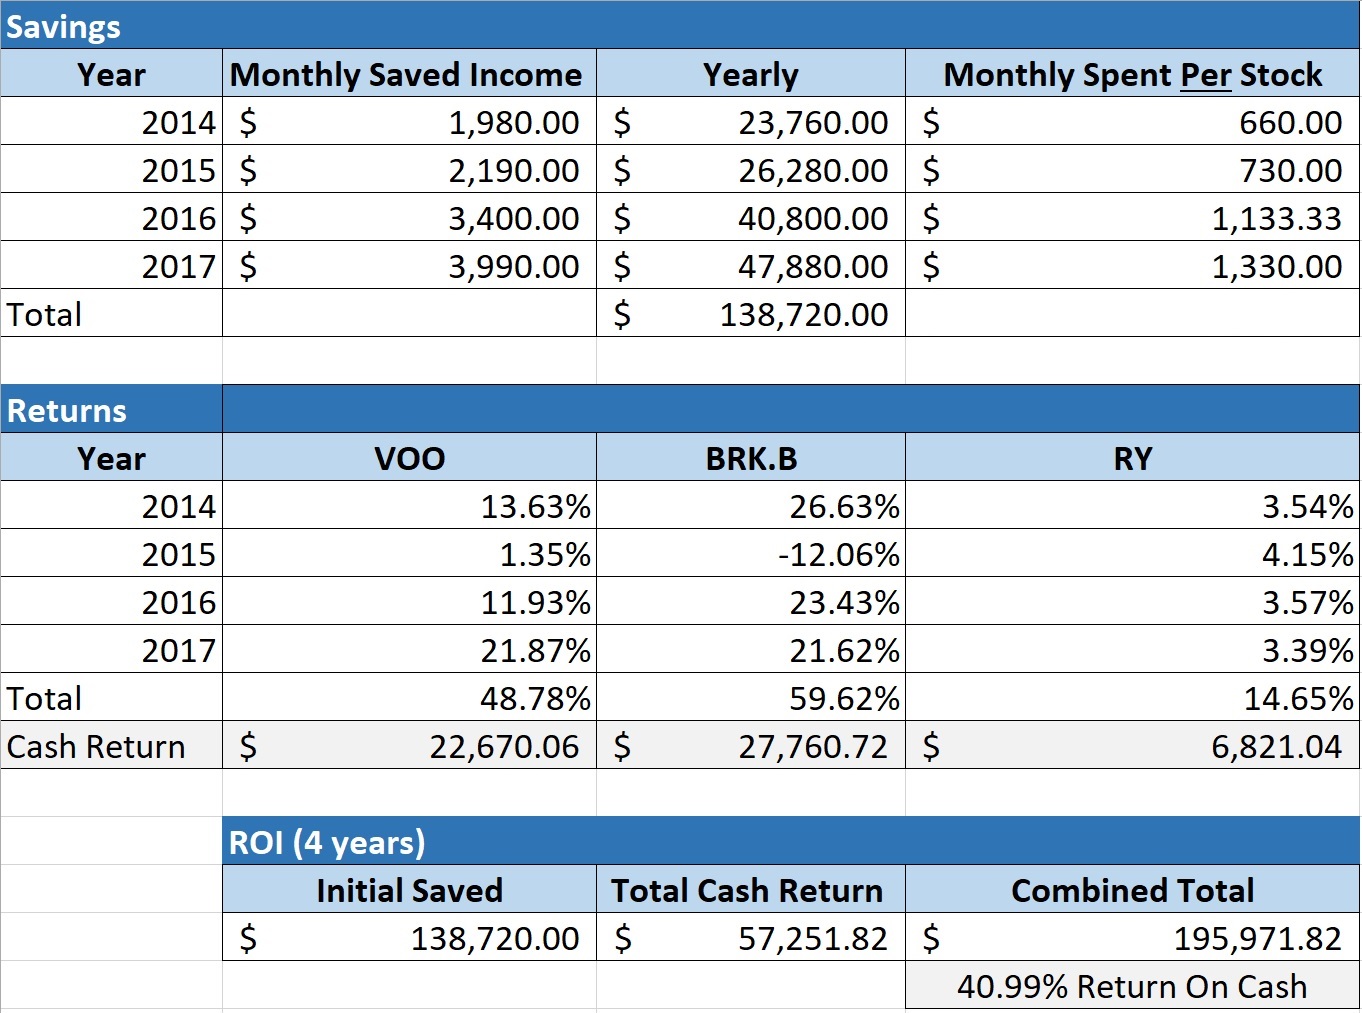 Savings
Year Monthly Saved Income Yearly Monthly Spent Per Stock
2014 $ 1,980.00 $ 23,760.00 $ 660.00
2015 $ 2,190.00 $ 26,280.00 $ 730.00
2016 $ 3,400.00 $ 40,800.00 $ 1,133.33
2017 $ 3,990.00 $ 47,880.00 $ 1,330.00
Total $ 138,720.00
Returns
Year VOO BRK.B RY
2014 13.63% 26.63% 3.54%
2015 1.35% -12.06% 4.15%
2016 11.93% 23.43% 3.57%
2017 21.87% 21.62% 3.39%
Total 48.78% 59.62% 14.65%
Cash Return $ 22,670.06 $ 27,760.72 $ 6,821.04
ROI (4 years)
Initial Saved Total Cash Return Combined Total
$ 138,720.00 $ 57,251.82 $ 195,971.82
40.99% Return On Cash